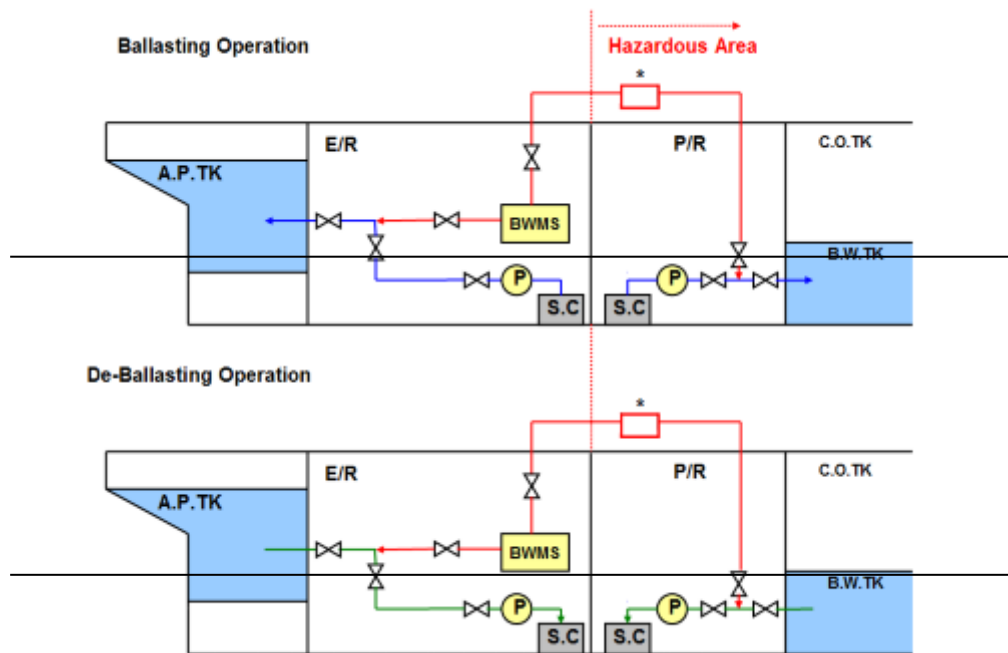 Ballasting Operation
Hazardous Area
*
E/R
P/R
C.O.TK
A.P.TK
BWMS
B.W.TK
P
P
S.C
S.C
De-Ballasting Operation
*
E/R
P/R
C.O.TK
A.P.TK
BWMS
B.W.TK
P
P
S.C
S.C